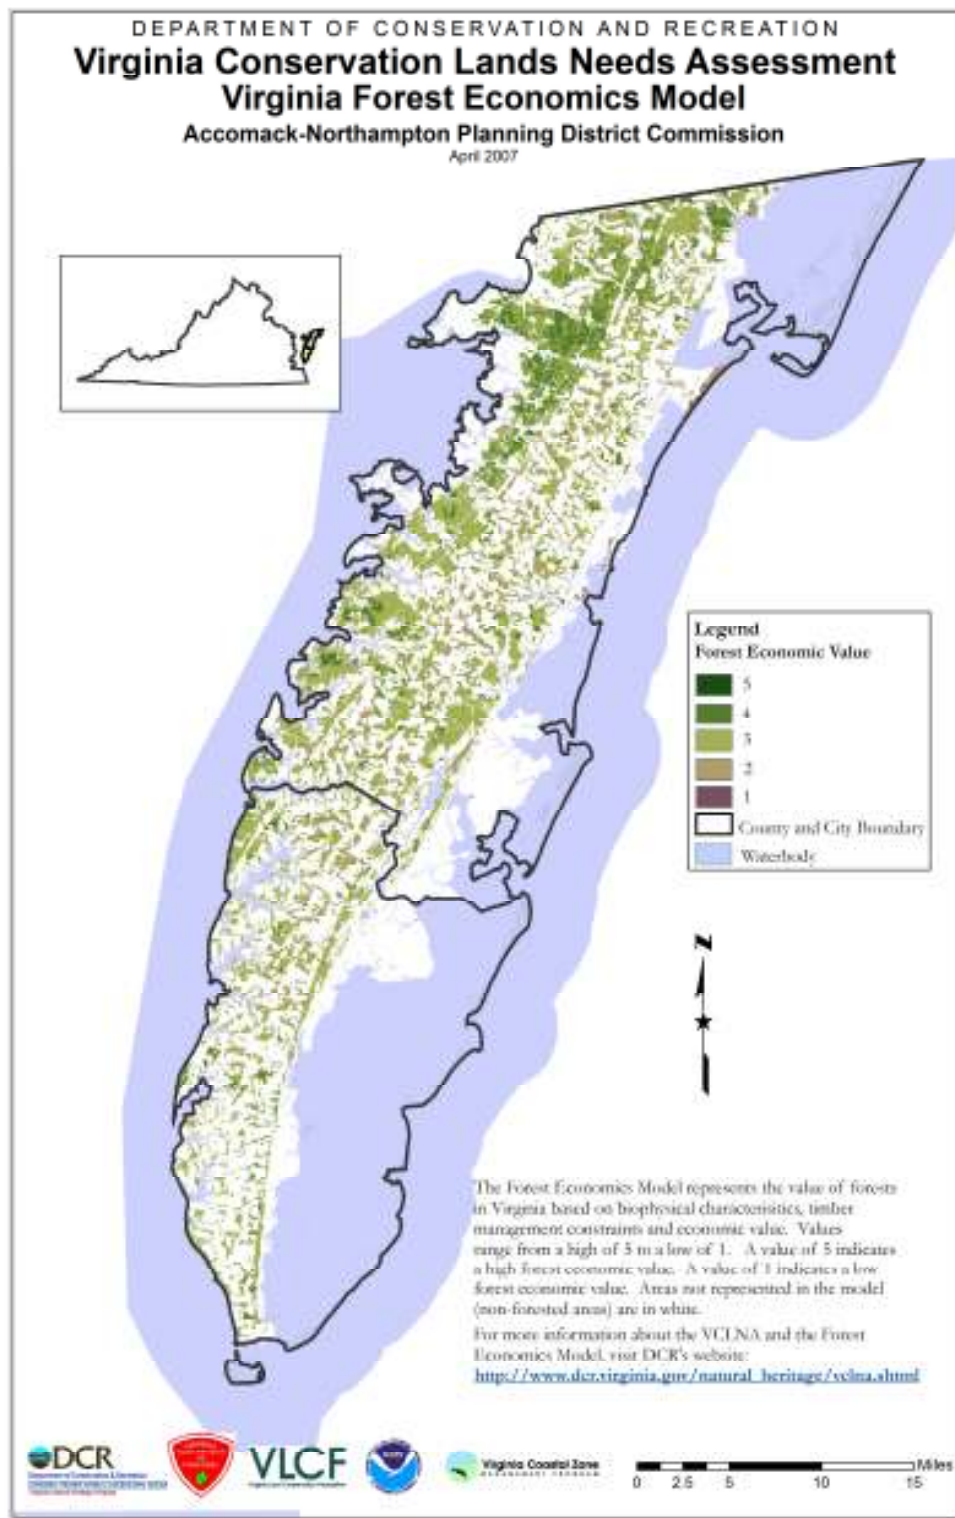 DEPARTMENT OF CONSERVATION AND RECREATION
Virginia Conservation Lands Needs Assessment
Virginia Forest Economics Model
Accomack-Northampton Planning District Commission
April 2007
Legend
Forest Economic Value
5
4
3
2
1
County and City Boundary
Waterbody
N
The Forest Economics Model represents the value of forests
in Virginia based on biophysical characteristics, timber
management constraints and economic value. Values
range from a high of 5 to a low of 1. A value of 5 indicates
a high forest economic value. A value of 1 indicates a low
forest economic value. Areas not represented in the model
(non-forested areas) are in white.
For more information about the VCLNA and the Forest
Economics Model, visit DCR's website:
http://www.dcr.virginia.gov/natural_heritage/vclna.shtml
DCR
Department of Conservation & Recreation
VLCF
Virginia Coastal Zone
MANAGEMENT PROGRAM
Miles
0 2.5 5 10 15